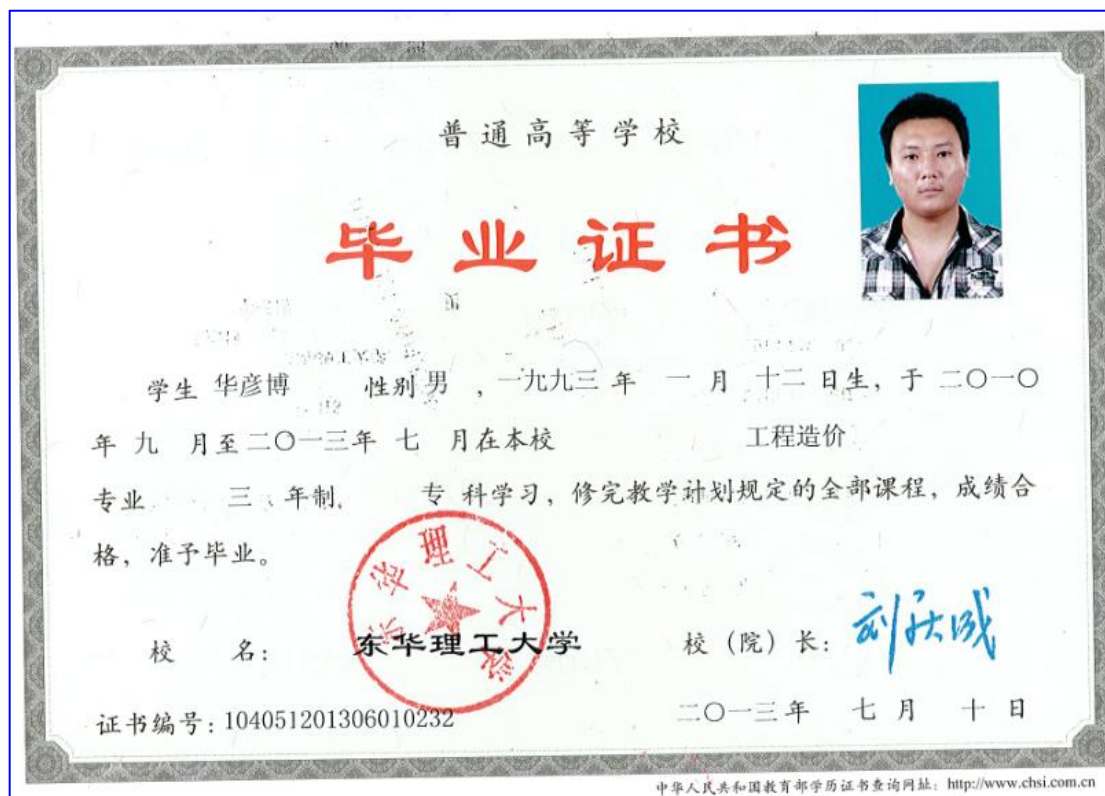 普通高等学校
毕业证书
学生 华彦博 性别 男 ，一九九三 年 一 月 十二 日生，于 二〇一〇
年 九 月至 二〇一三年 七 月在本校 工程造价
专业 三 年制 专 科学习，修完教学计划规定的全部课程，成绩合
格，准予毕业。
东华理工大学
校 名：东华理工大学 校（院）长：
证书编号：104051201306010232 二〇一三年 七 月 十 日
中华人民共和国教育部学历证书查询网址：http://www.chsi.com.cn